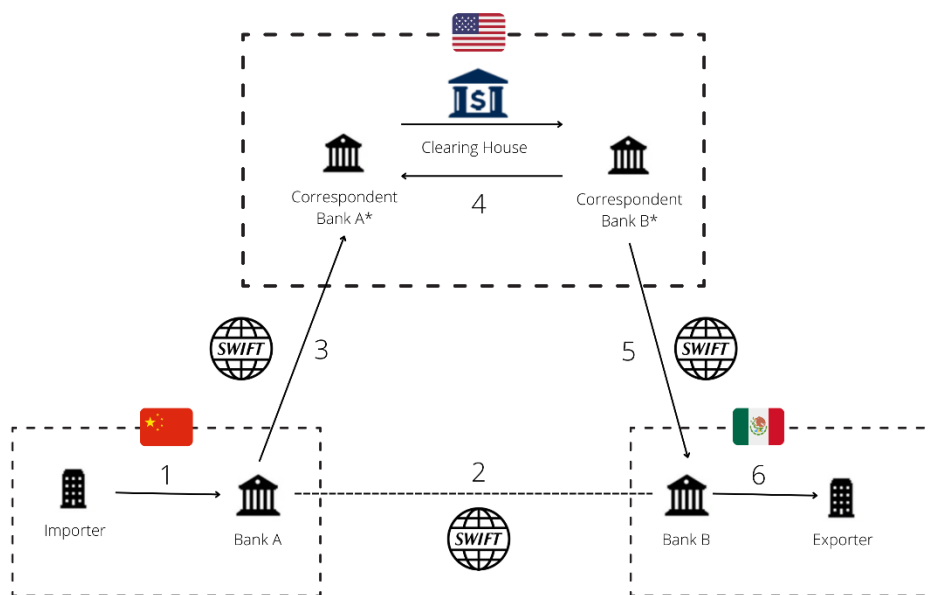 $
Clearing House
Correspondent
Bank A*
4
Correspondent
Bank B*
SWIFT
3
5
SWIFT
1
2
6
Importer
Bank A
SWIFT
Bank B
Exporter